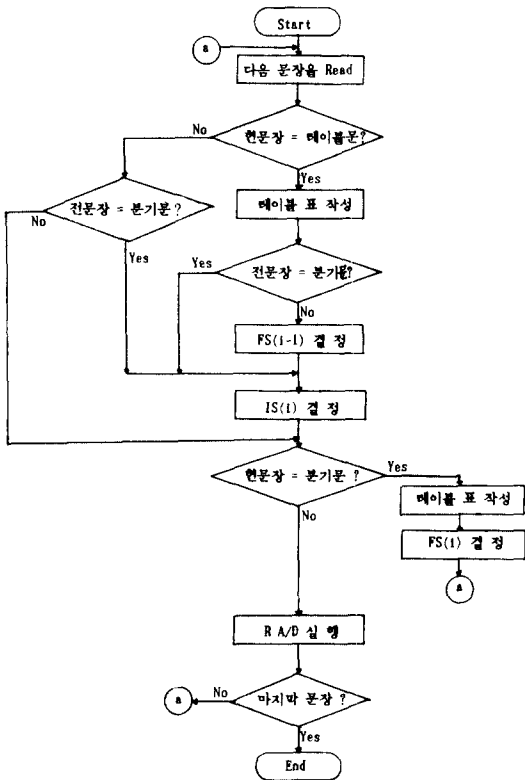 Start
a
다음 문장을 Read
현문장 = 테이블문?
No
Yes
전문장 = 분기문?
No
Yes
테이블 표 작성
전문장 = 분기문?
Yes
No
FS(i-1) 결정
IS(i) 결정
현문장 = 분기문 ?
Yes
No
테이블 표 작성
FS(i) 결정
a
R A/D 실행
마지막 문장 ?
No
a
Yes
End